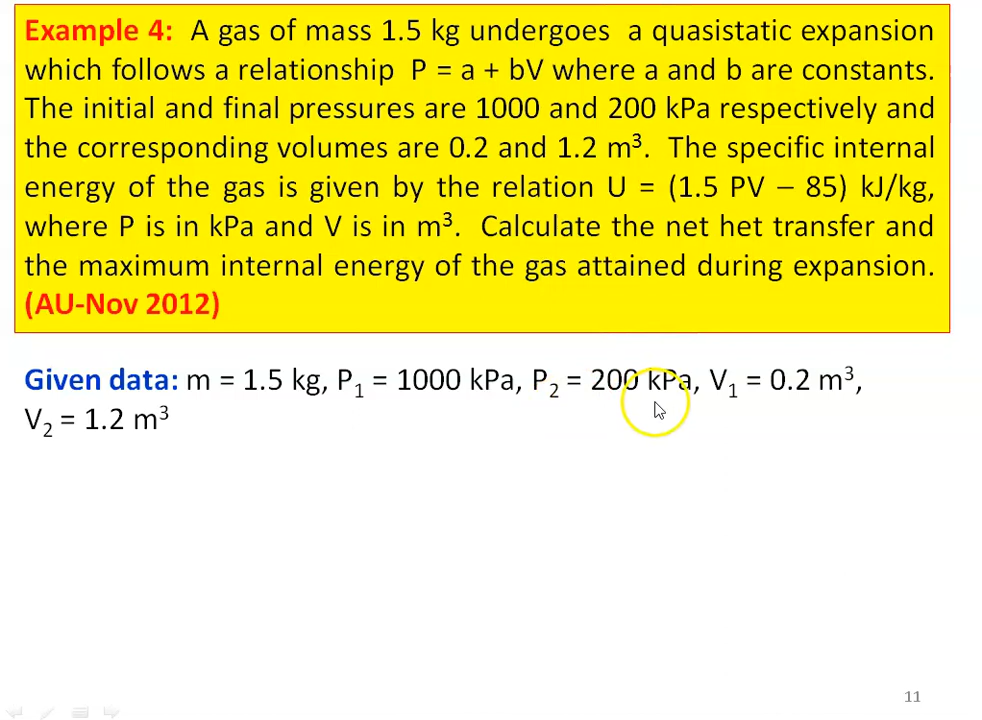 Example 4: A gas of mass 1.5 kg undergoes a quasistatic expansion
which follows a relationship P = a + bV where a and b are constants.
The initial and final pressures are 1000 and 200 kPa respectively and
the corresponding volumes are 0.2 and 1.2 m³. The specific internal
energy of the gas is given by the relation U = (1.5 PV – 85) kJ/kg,
where P is in kPa and V is in m³. Calculate the net het transfer and
the maximum internal energy of the gas attained during expansion.
(AU-Nov 2012)
Given data: m = 1.5 kg, P₁ = 1000 kPa, P₂ = 200 kPa, V₁ = 0.2 m³,
V₂ = 1.2 m³
11